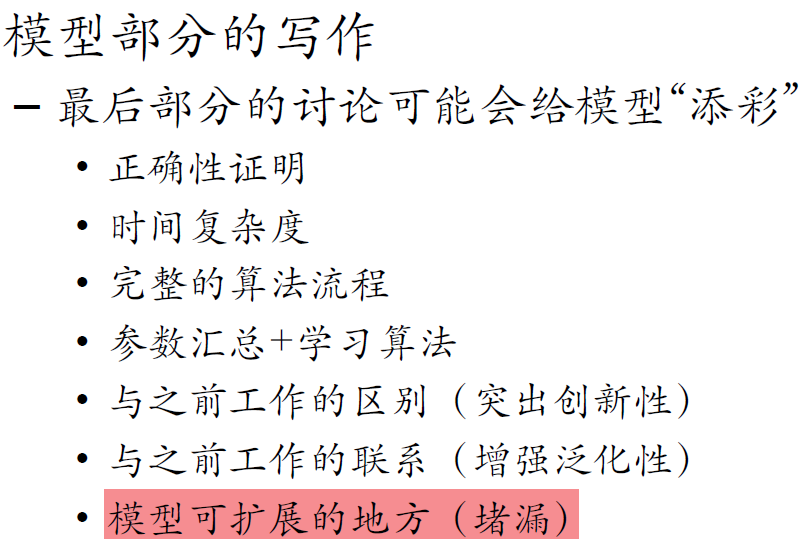 模型部分的写作
– 最后部分的讨论可能会给模型“添彩”
• 正确性证明
• 时间复杂度
• 完整的算法流程
• 参数汇总+学习算法
• 与之前工作的区别（突出创新性）
• 与之前工作的联系（增强泛化性）
• 模型可扩展的地方（堵漏）